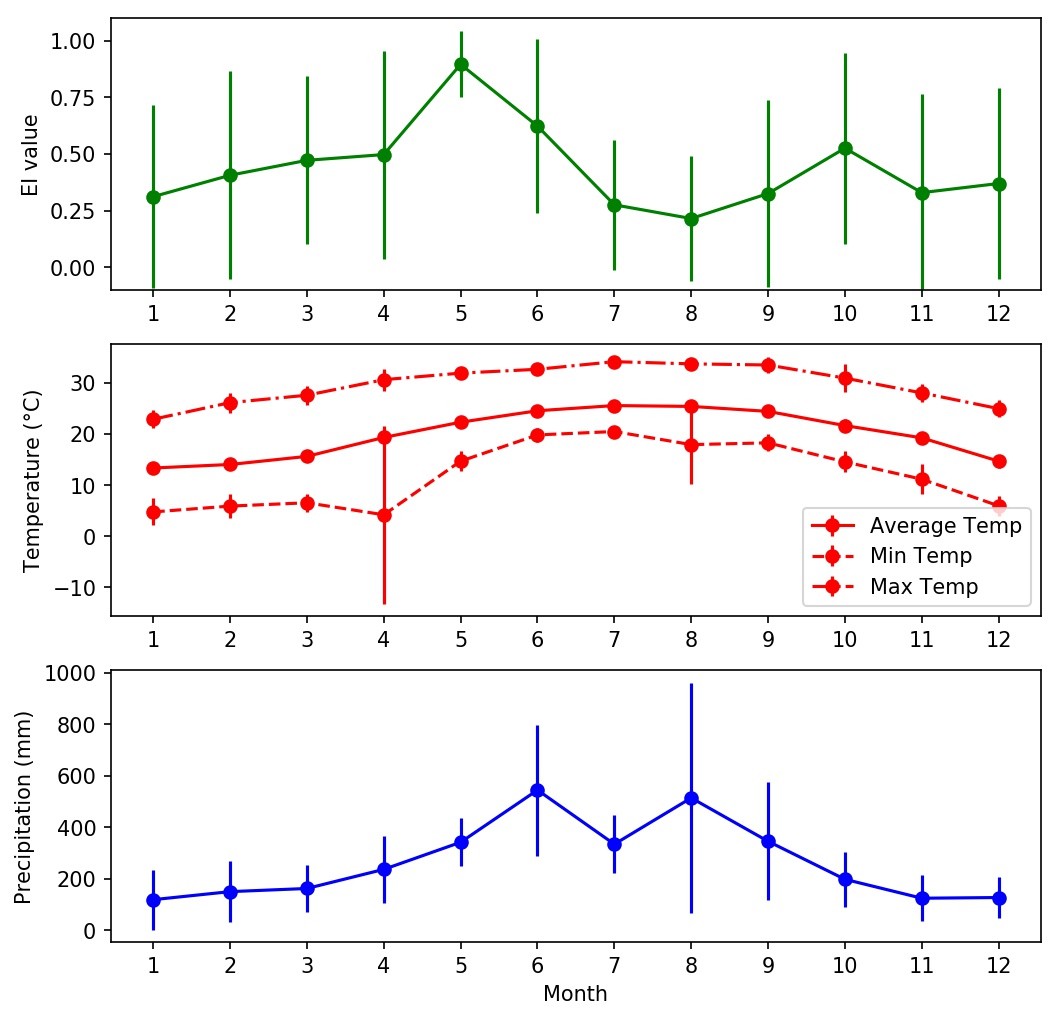 EI value
1.00
0.75
0.50
0.25
0.00
1 2 3 4 5 6 7 8 9 10 11 12
Temperature (°C)
30
20
10
0
−10
Average Temp
Min Temp
Max Temp
1 2 3 4 5 6 7 8 9 10 11 12
Precipitation (mm)
1000
800
600
400
200
0
1 2 3 4 5 6 7 8 9 10 11 12
Month